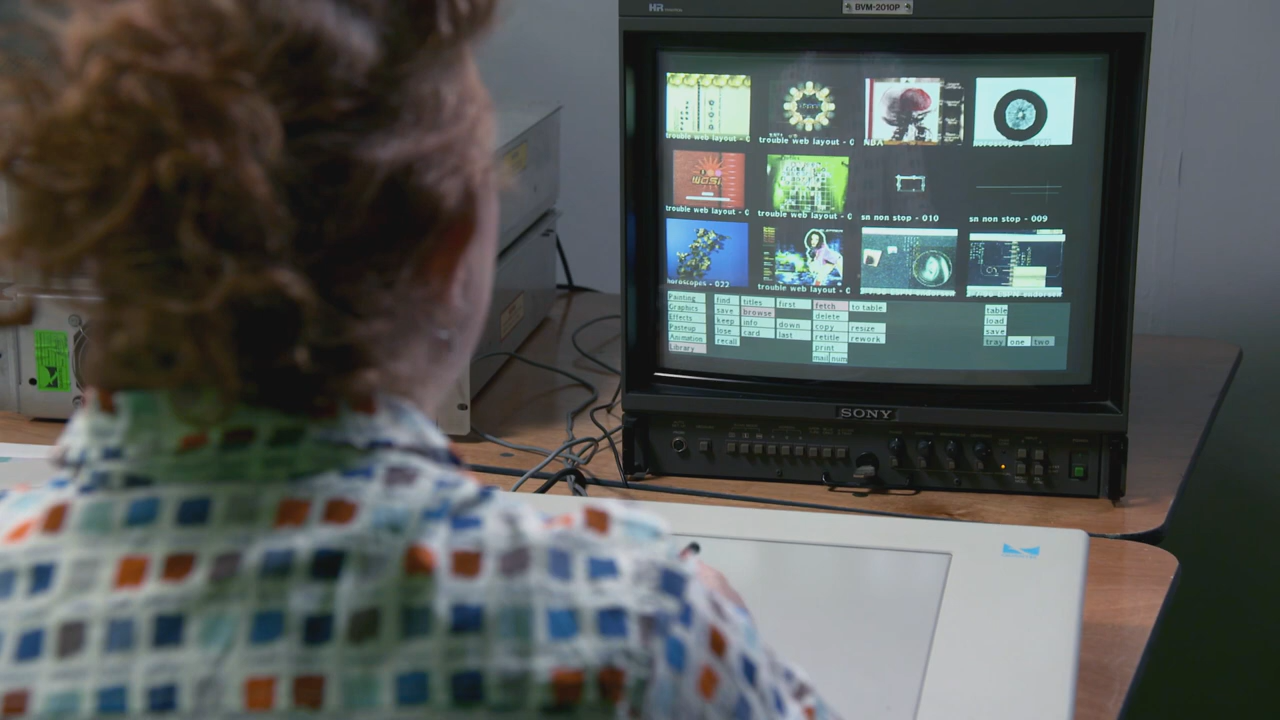 HR
BVM-2010P
trouble web layout - 0
trouble web layout - 0
NBA
WOSI
trouble web layout - 0
trouble web layout - 0
sn non stop - 010
sn non stop - 009
horoscopes - 022
trouble web layout - 0
Painting find titles first fetch to table
Graphics save browse delete table
Effects keep info down copy resize load
Pasteup lose card last retitle rework save
Animation recall print tray one two
Library mail num
SONY